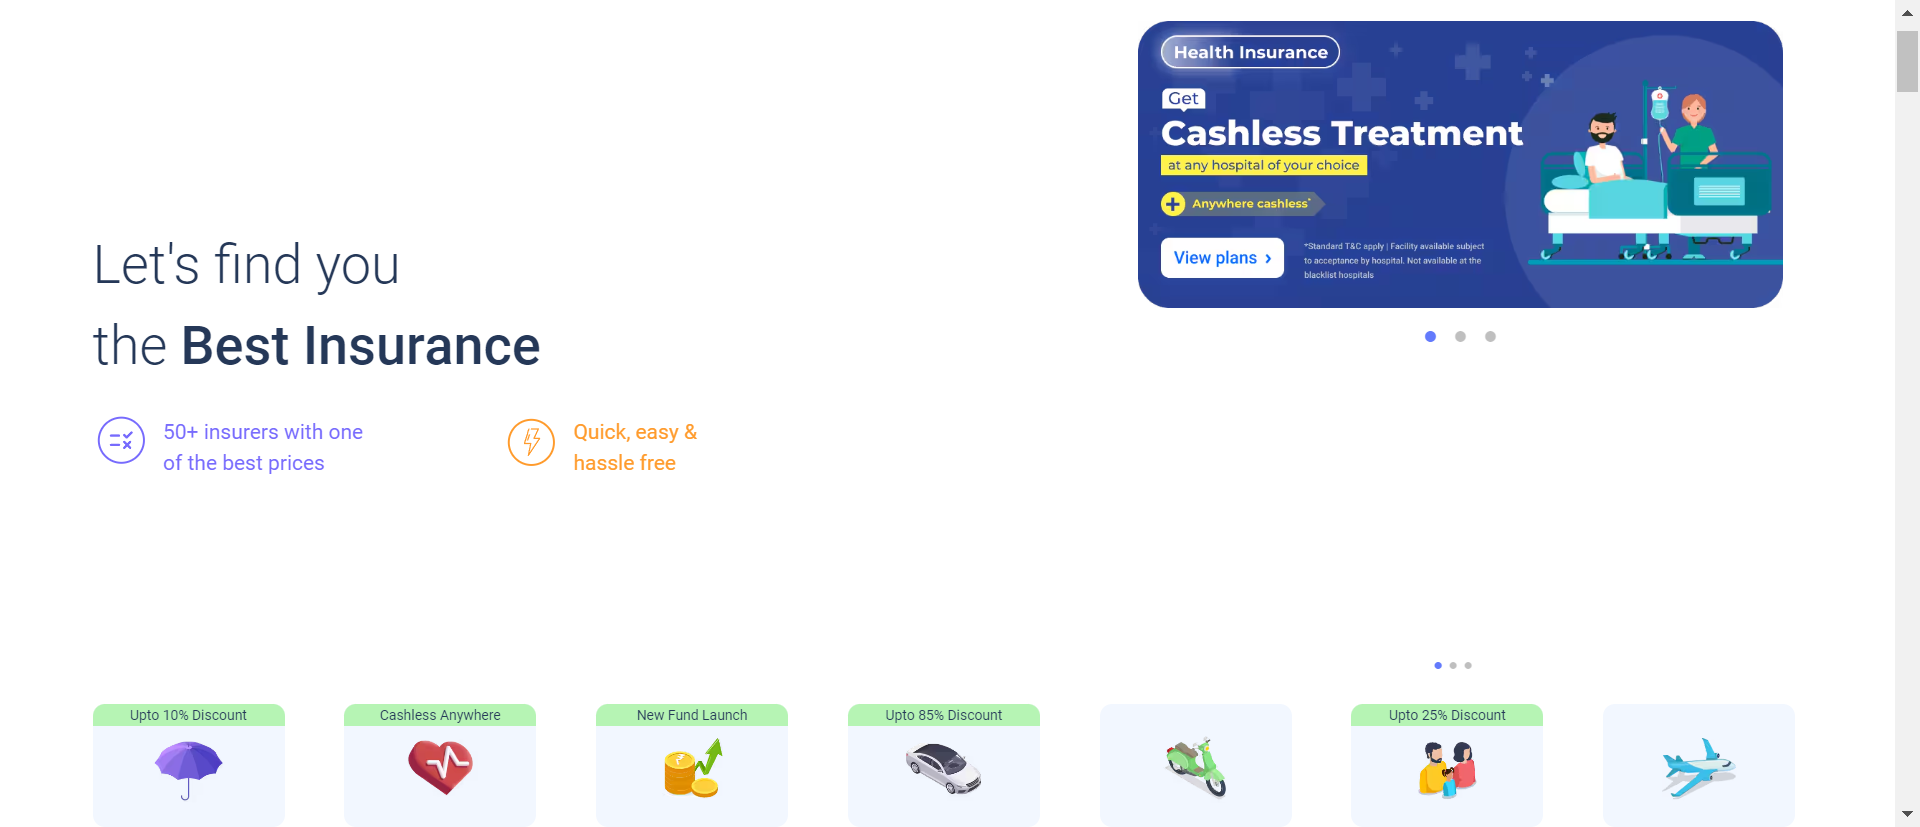 Health Insurance
Get
Cashless Treatment
at any hospital of your choice
Anywhere cashless*
View plans ›
*Standard T&C apply | Facility available subject
to acceptance by hospital. Not available at the
blacklist hospitals
Let's find you
the Best Insurance
50+ insurers with one
of the best prices
Quick, easy &
hassle free
Upto 10% Discount
Cashless Anywhere
New Fund Launch
Upto 85% Discount
Upto 25% Discount